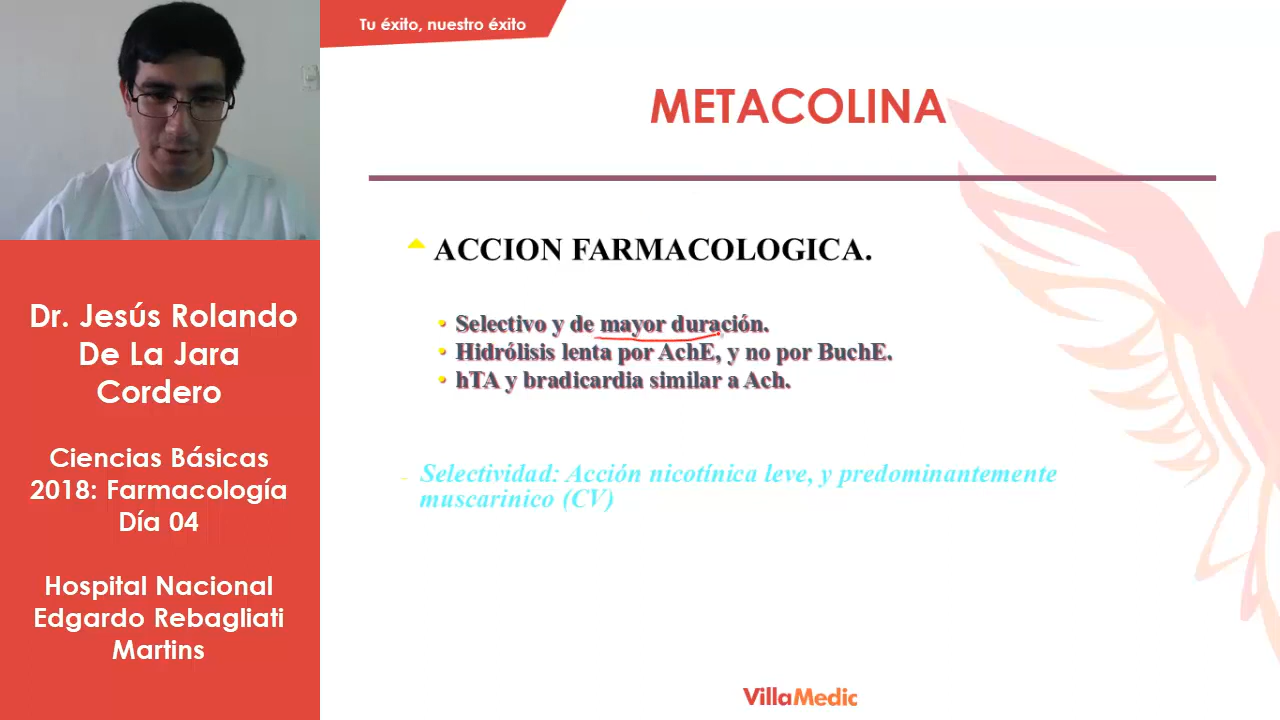 Tu éxito, nuestro éxito
METACOLINA
ACCION FARMACOLOGICA.
• Selectivo y de mayor duración.
• Hidrólisis lenta por AchE, y no por BuchE.
• hTA y bradicardia similar a Ach.
– Selectividad: Acción nicotínica leve, y predominantemente
muscarinico (CV)
Dr. Jesús Rolando
De La Jara
Cordero
Ciencias Básicas
2018: Farmacología
Día 04
Hospital Nacional
Edgardo Rebagliati
Martins
VillaMedic